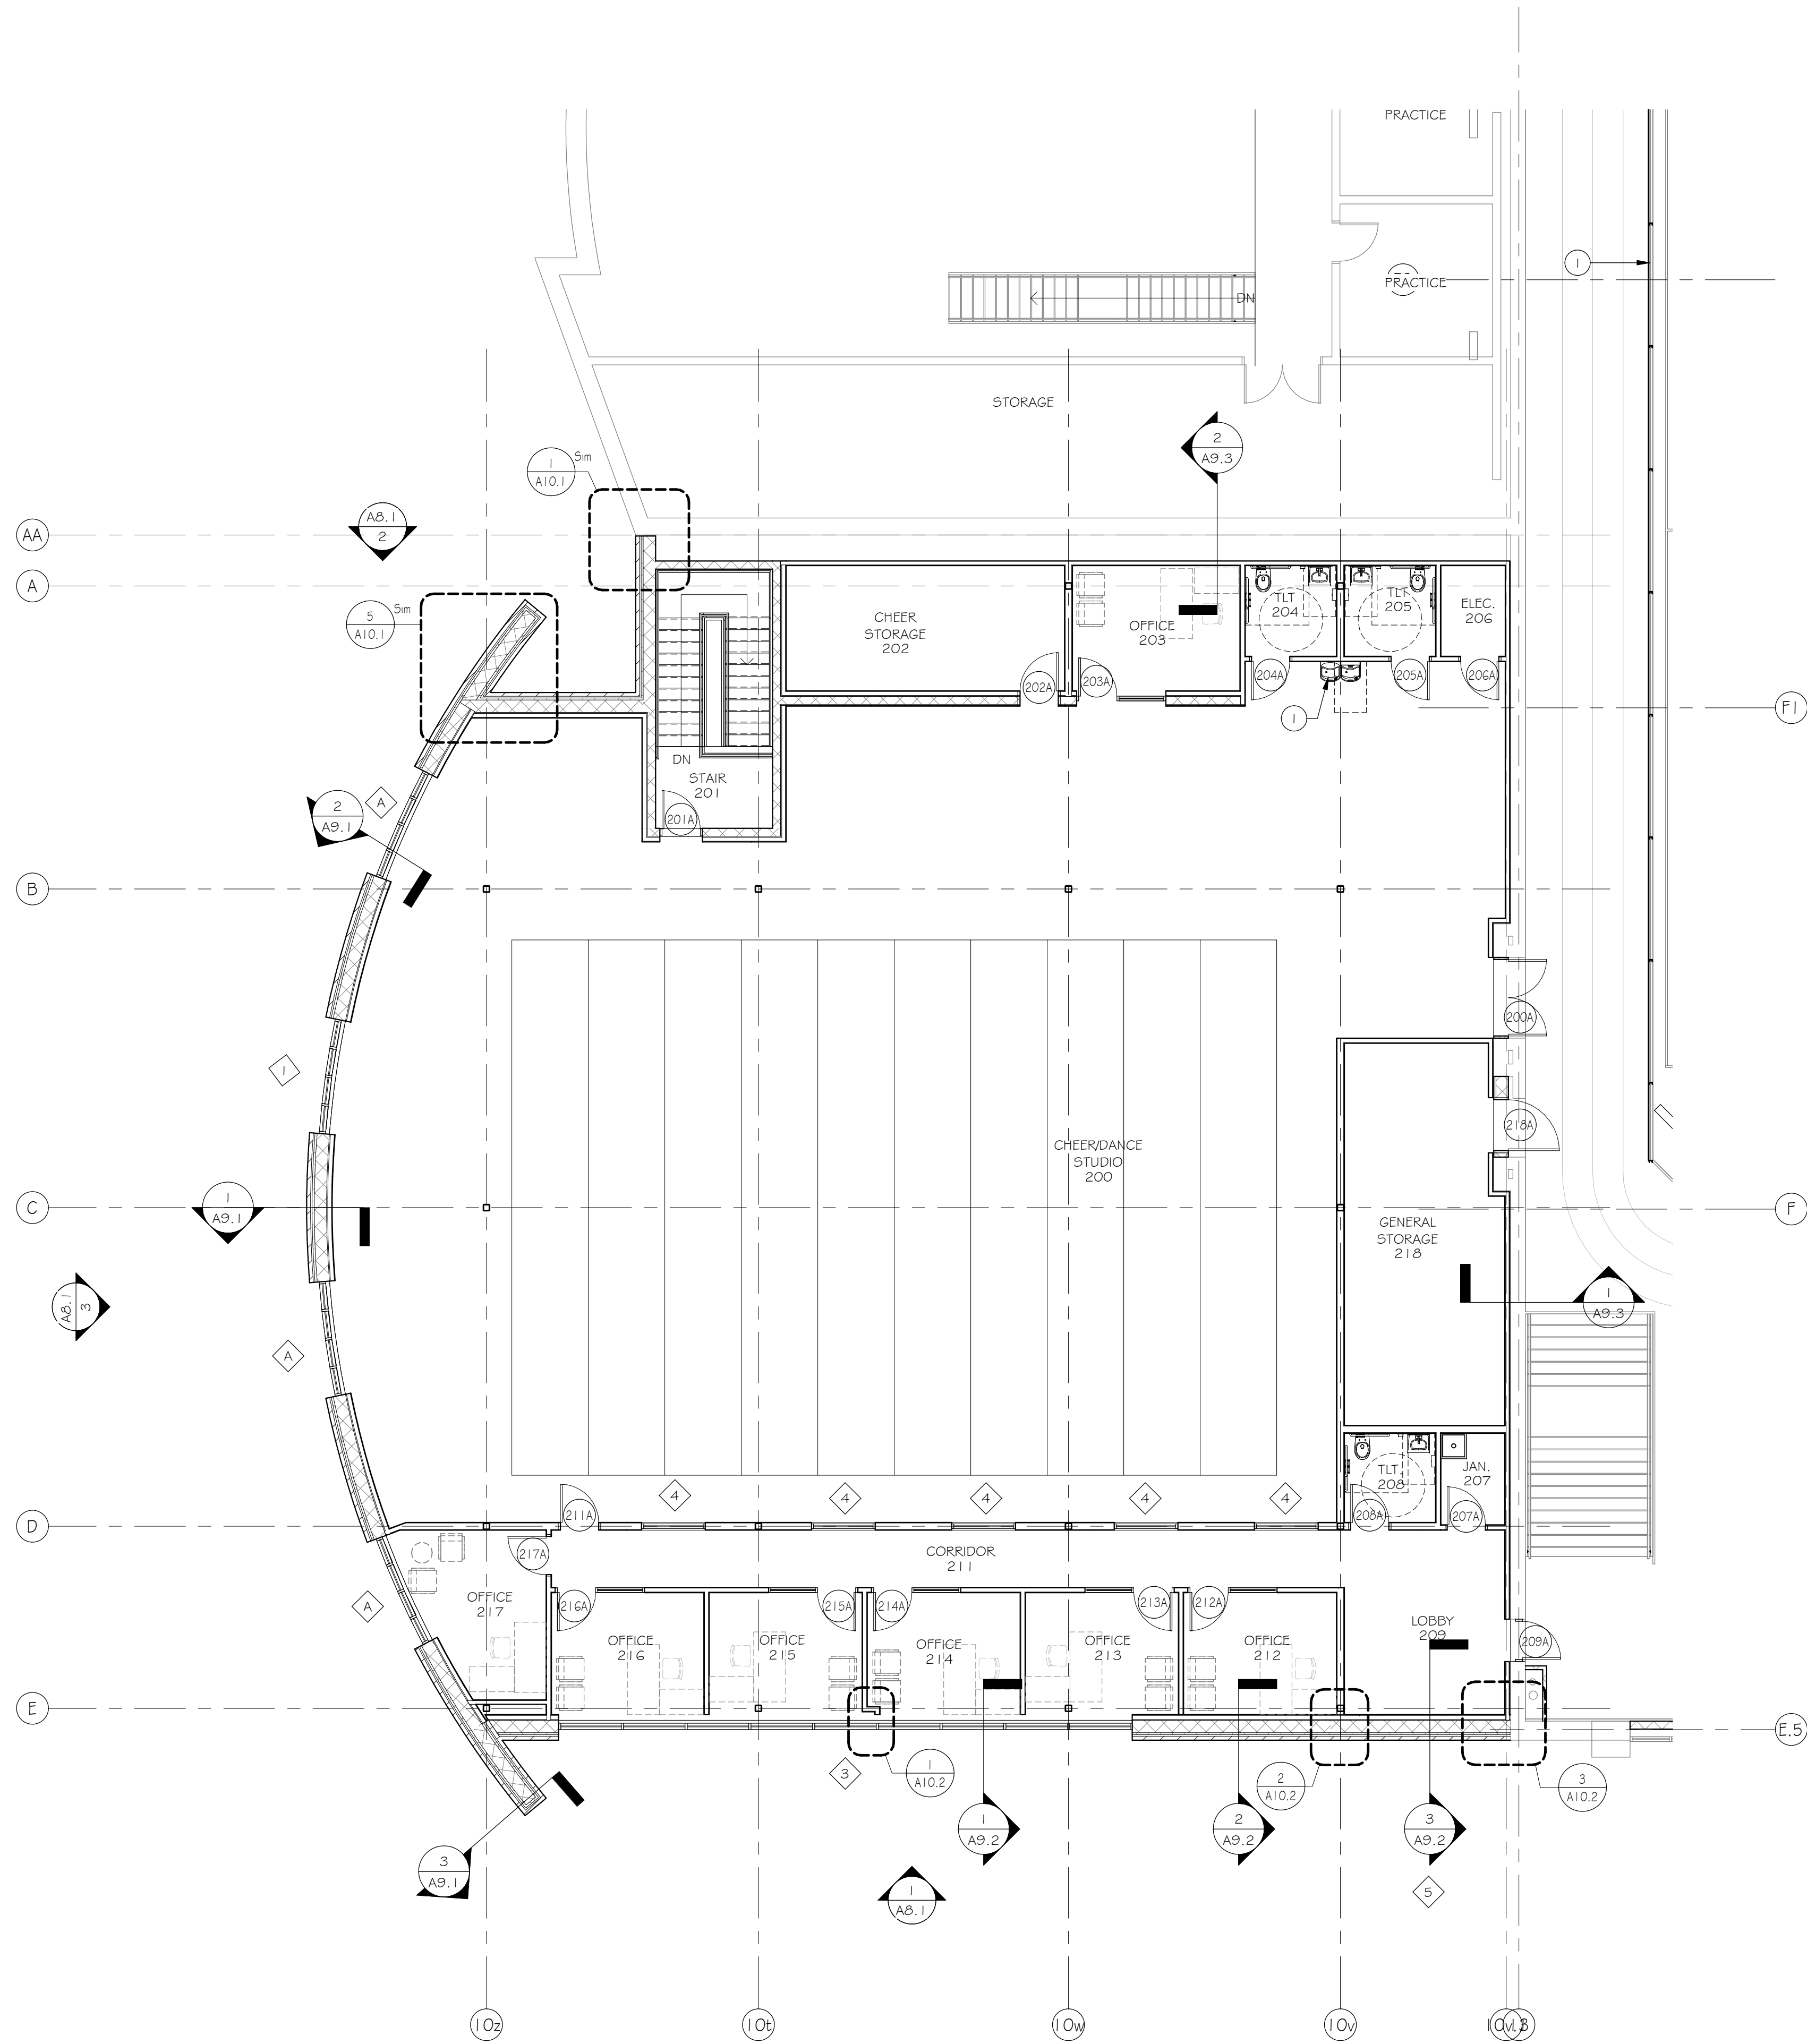 PRACTICE
1
PRACTICE
DN
STORAGE
2
A9.3
1
A10.1
Sim
AA
A8.1
2
A
5
A10.1
Sim
CHEER
STORAGE
202
OFFICE
203
TLT
204
TLT
205
ELEC.
206
202A
203A
204A
205A
206A
1
F1
DN
STAIR
201
201A
A
2
A9.1
B
200A
1
218A
CHEER/DANCE
STUDIO
200
C
1
A9.1
F
GENERAL
STORAGE
218
A8.1
3
1
A9.3
A
TLT.
208
JAN.
207
4
4
4
4
4
D
211A
208A
207A
217A
CORRIDOR
211
A
OFFICE
217
216A
215A
214A
213A
212A
LOBBY
209
209A
OFFICE
216
OFFICE
215
OFFICE
214
OFFICE
213
OFFICE
212
E
E.5
3
1
A10.2
2
A10.2
3
A10.2
1
A9.2
2
A9.2
3
A9.2
3
A9.1
1
A8.1
5
10z
10t
10w
10v